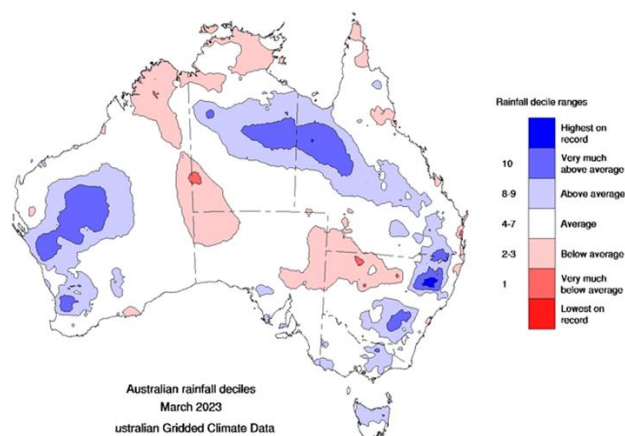 Rainfall decile ranges
Highest on
record
10
Very much
above average
8-9
Above average
4-7
Average
2-3
Below average
1
Very much
below average
Lowest on
record
Australian rainfall deciles
March 2023
ustralian Gridded Climate Data